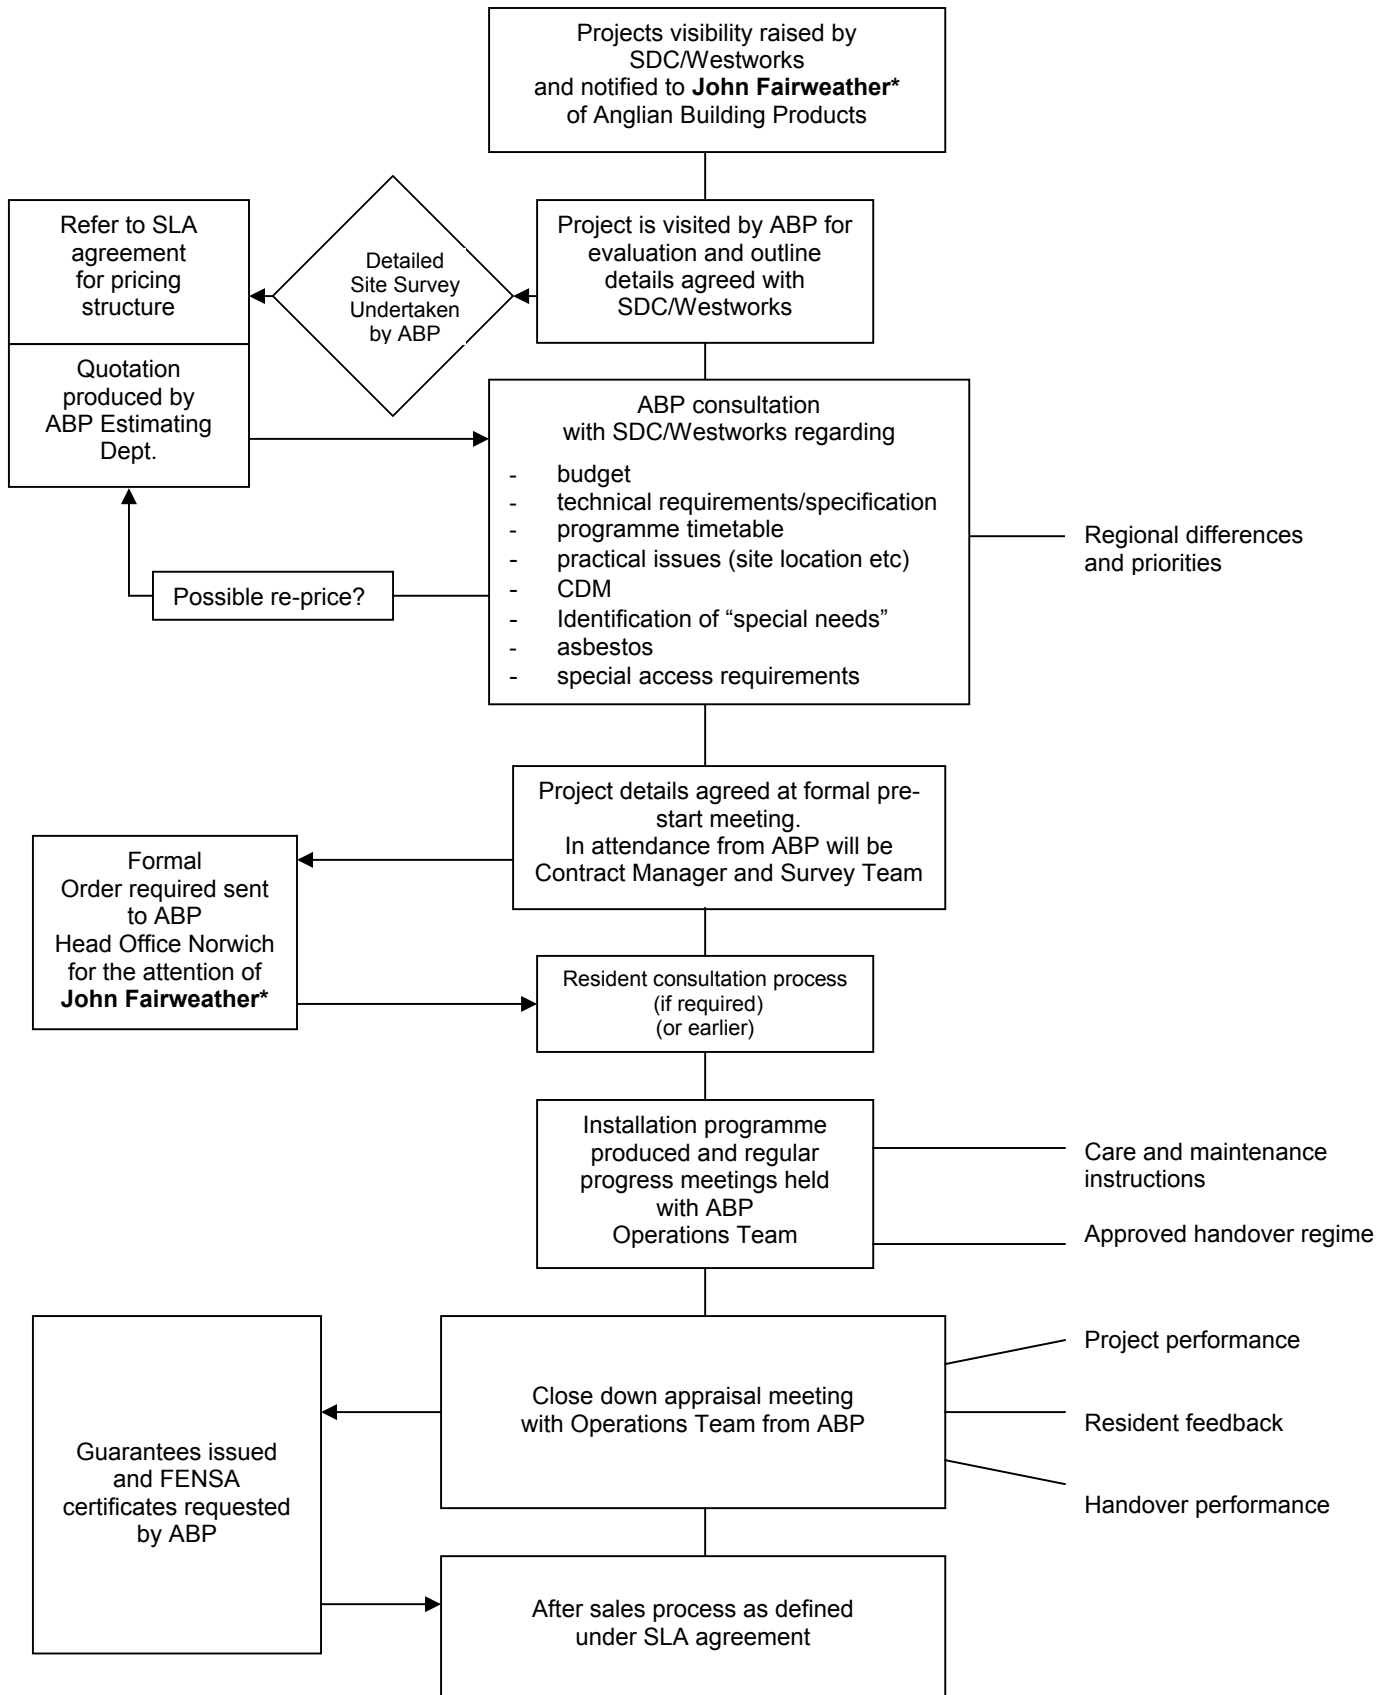 Projects visibility raised by
SDC/Westworks
and notified to John Fairweather*
of Anglian Building Products
Refer to SLA
agreement
for pricing
structure
Detailed
Site Survey
Undertaken
by ABP
Project is visited by ABP for
evaluation and outline
details agreed with
SDC/Westworks
Quotation
produced by
ABP Estimating
Dept.
ABP consultation
with SDC/Westworks regarding
- budget
- technical requirements/specification
- programme timetable
- practical issues (site location etc)
- CDM
- Identification of “special needs”
- asbestos
- special access requirements
Regional differences
and priorities
Possible re-price?
Project details agreed at formal pre-
start meeting.
In attendance from ABP will be
Contract Manager and Survey Team
Formal
Order required sent
to ABP
Head Office Norwich
for the attention of
John Fairweather*
Resident consultation process
(if required)
(or earlier)
Installation programme
produced and regular
progress meetings held
with ABP
Operations Team
Care and maintenance
instructions
Approved handover regime
Close down appraisal meeting
with Operations Team from ABP
Project performance
Resident feedback
Handover performance
Guarantees issued
and FENSA
certificates requested
by ABP
After sales process as defined
under SLA agreement